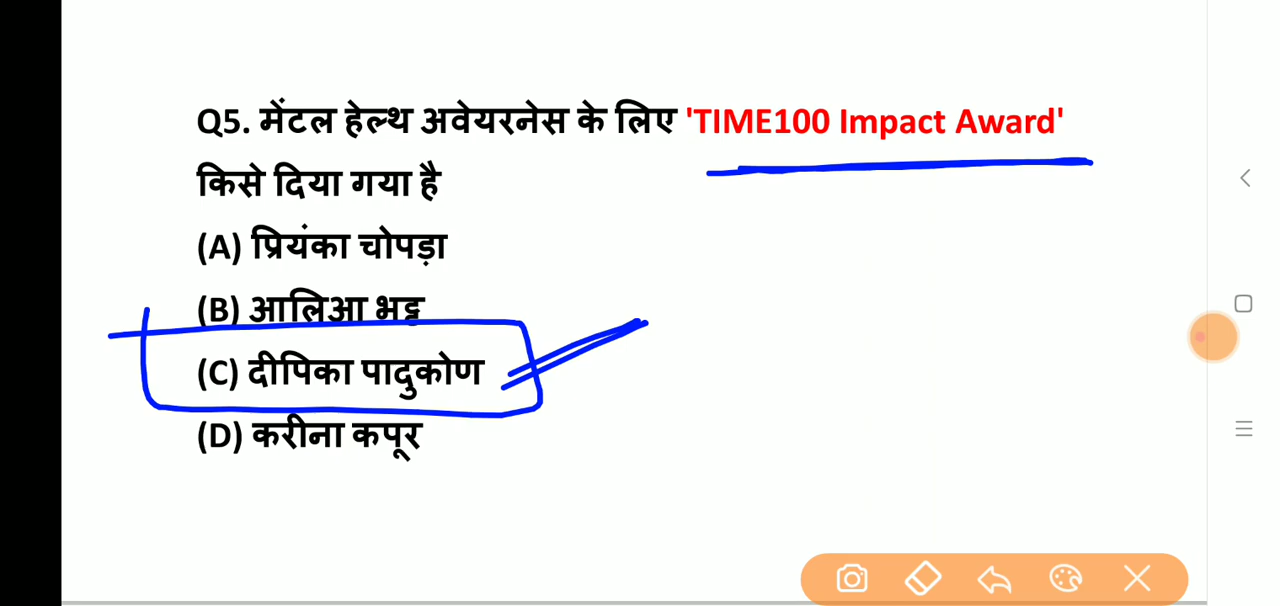 Q5. मेंटल हेल्थ अवेयरनेस के लिए 'TIME100 Impact Award'
किसे दिया गया है
(A) प्रियंका चोपड़ा
(B) आलिआ भट्ट
(C) दीपिका पादुकोण
(D) करीना कपूर